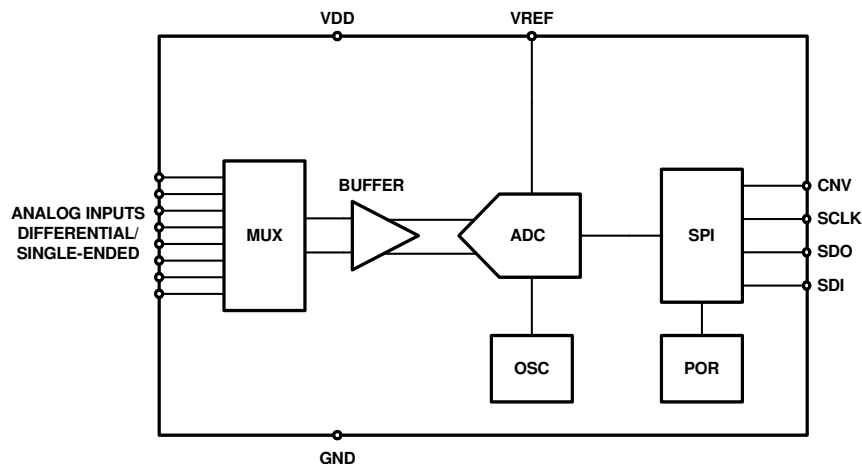 VDD
VREF
ANALOG INPUTS
DIFFERENTIAL/
SINGLE-ENDED
MUX
BUFFER
ADC
SPI
CNV
SCLK
SDO
SDI
OSC
POR
GND